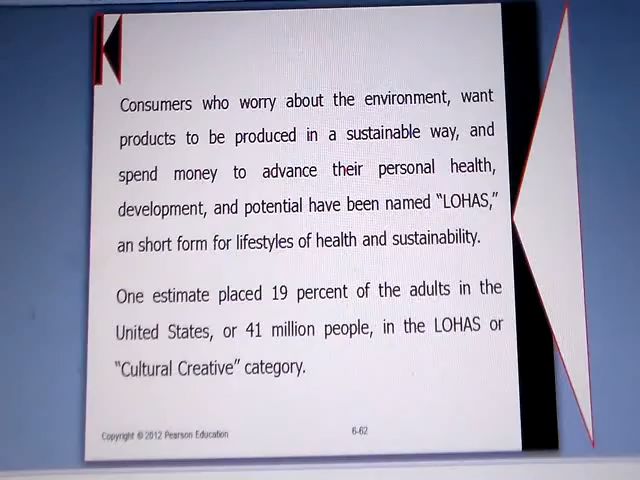 Consumers who worry about the environment, want
products to be produced in a sustainable way, and
spend money to advance their personal health,
development, and potential have been named “LOHAS,”
an short form for lifestyles of health and sustainability.
One estimate placed 19 percent of the adults in the
United States, or 41 million people, in the LOHAS or
“Cultural Creative” category.
Copyright © 2012 Pearson Education
6-62